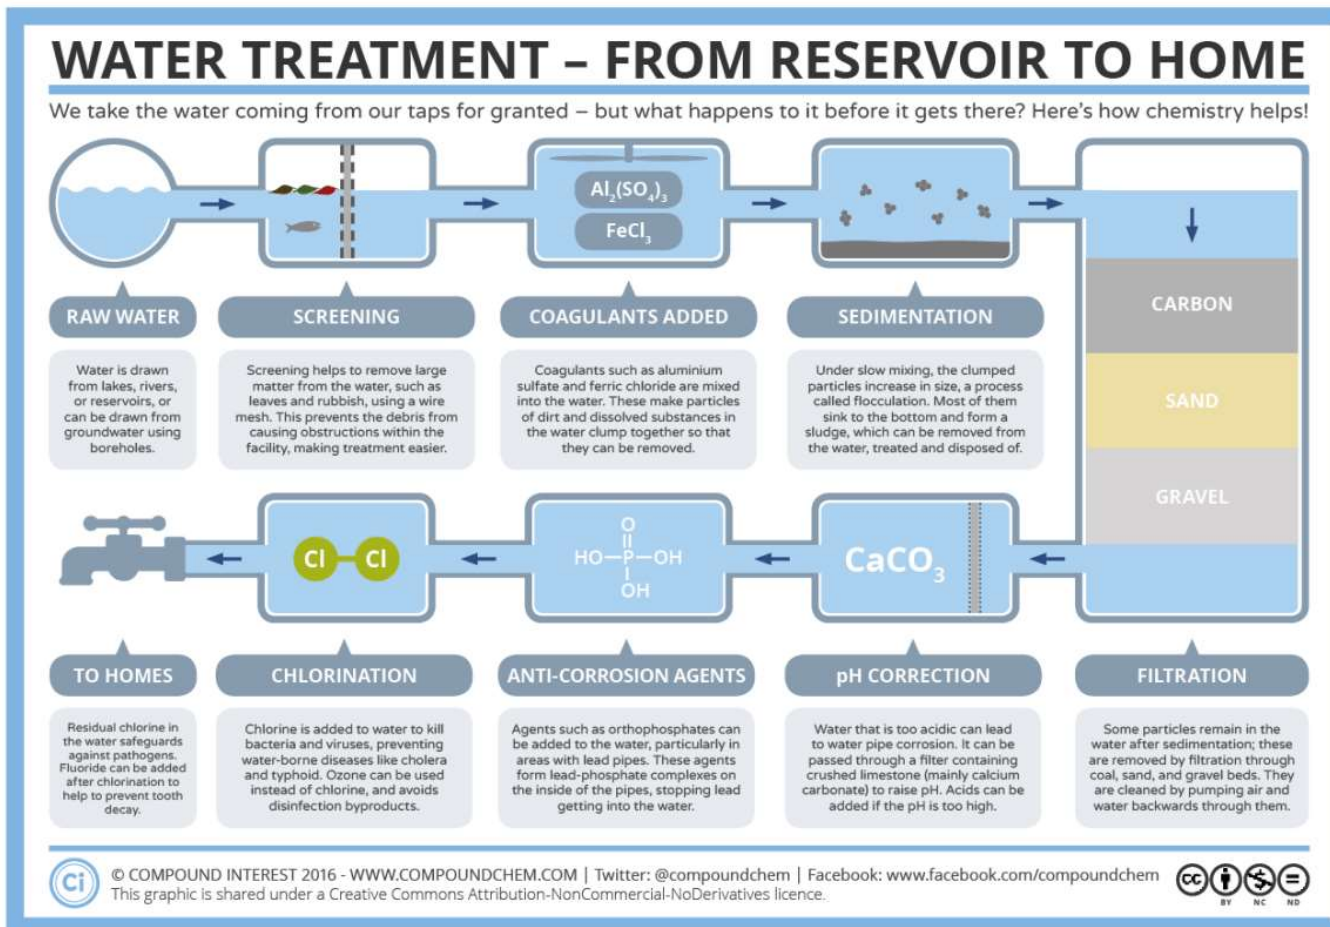 WATER TREATMENT – FROM RESERVOIR TO HOME
We take the water coming from our taps for granted – but what happens to it before it gets there? Here's how chemistry helps!
Al₂(SO₄)₃
FeCl₃
CARBON
SAND
GRAVEL
RAW WATER
Water is drawn
from lakes, rivers,
or reservoirs, or
can be drawn from
groundwater using
boreholes.
SCREENING
Screening helps to remove large
matter from the water, such as
leaves and rubbish, using a wire
mesh. This prevents the debris from
causing obstructions within the
facility, making treatment easier.
COAGULANTS ADDED
Coagulants such as aluminium
sulfate and ferric chloride are mixed
into the water. These make particles
of dirt and dissolved substances in
the water clump together so that
they can be removed.
SEDIMENTATION
Under slow mixing, the clumped
particles increase in size, a process
called flocculation. Most of them
sink to the bottom and form a
sludge, which can be removed from
the water, treated and disposed of.
Cl Cl
O
HO–P–OH
OH
CaCO₃
TO HOMES
Residual chlorine in
the water safeguards
against pathogens.
Fluoride can be added
after chlorination to
help to prevent tooth
decay.
CHLORINATION
Chlorine is added to water to kill
bacteria and viruses, preventing
water-borne diseases like cholera
and typhoid. Ozone can be used
instead of chlorine, and avoids
disinfection byproducts.
ANTI-CORROSION AGENTS
Agents such as orthophosphates can
be added to the water, particularly in
areas with lead pipes. These agents
form lead-phosphate complexes on
the inside of the pipes, stopping lead
getting into the water.
pH CORRECTION
Water that is too acidic can lead
to water pipe corrosion. It can be
passed through a filter containing
crushed limestone (mainly calcium
carbonate) to raise pH. Acids can be
added if the pH is too high.
FILTRATION
Some particles remain in the
water after sedimentation; these
are removed by filtration through
coal, sand, and gravel beds. They
are cleaned by pumping air and
water backwards through them.
Ci
© COMPOUND INTEREST 2016 - WWW.COMPOUNDCHEM.COM | Twitter: @compoundchem | Facebook: www.facebook.com/compoundchem
This graphic is shared under a Creative Commons Attribution-NonCommercial-NoDerivatives licence.
cc
BY NC ND